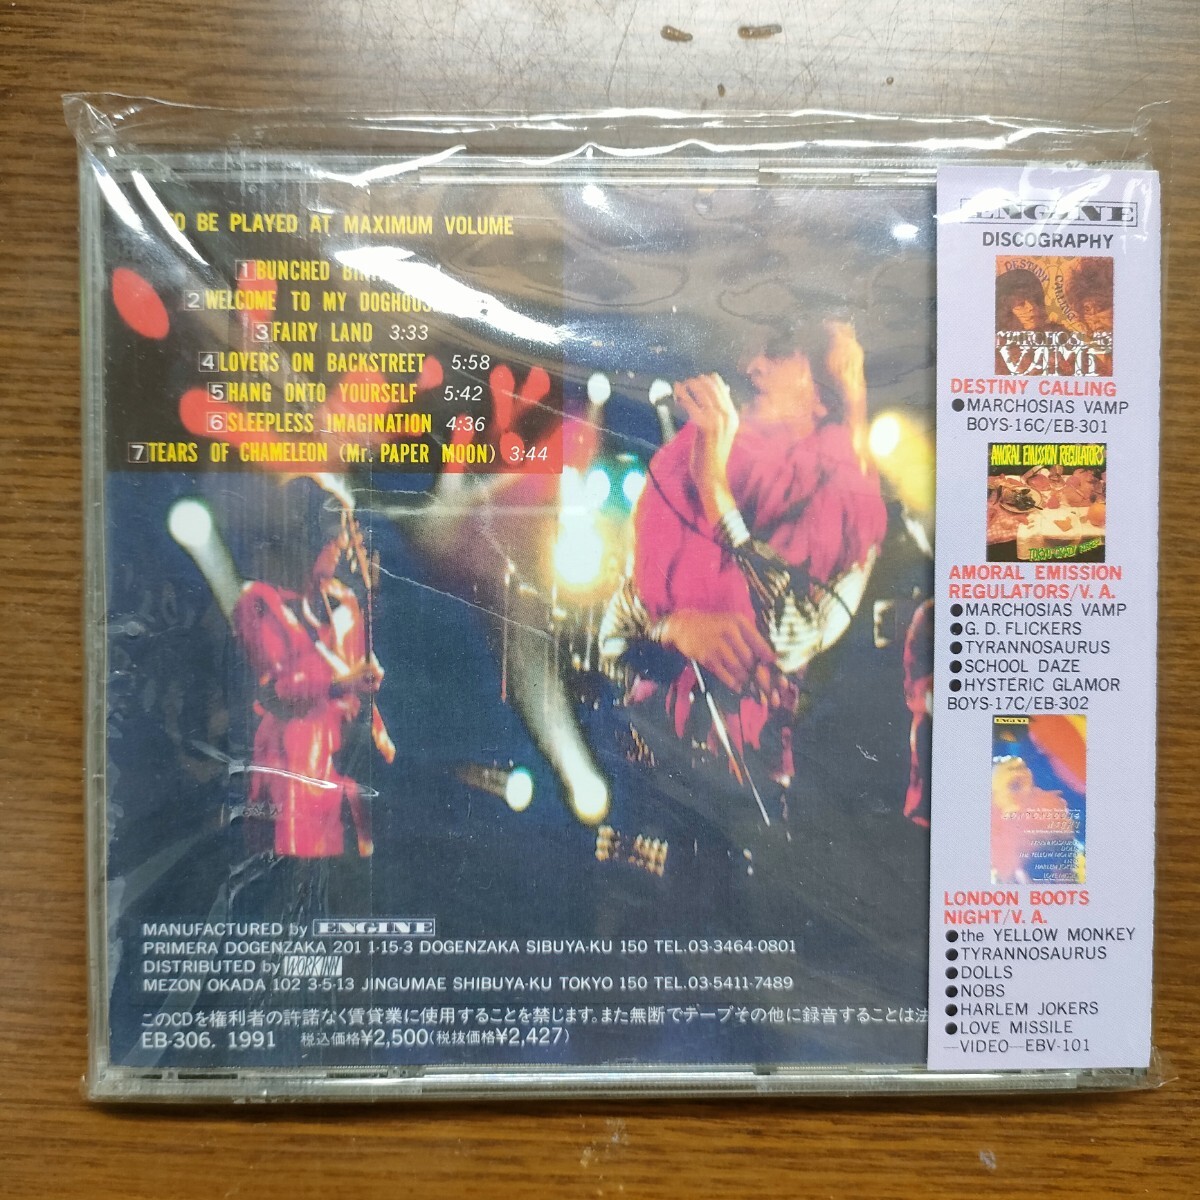 TO BE PLAYED AT MAXIMUM VOLUME
1 BUNCHED
2 WELCOME TO MY DOGHOUSE
3 FAIRY LAND 3:33
4 LOVERS ON BACKSTREET 5:58
5 HANG ONTO YOURSELF 5:42
6 SLEEPLESS IMAGINATION 4:36
7 TEARS OF CHAMELEON (Mr. PAPER MOON) 3:44
MANUFACTURED by ENGINE
PRIMERA DOGENZAKA 201 1-15-3 DOGENZAKA SIBUYA-KU 150 TEL.03-3464-0801
DISTRIBUTED by WORK INN
MEZON OKADA 102 3-5-13 JINGUMAE SHIBUYA-KU TOKYO 150 TEL.03-5411-7489
このCDを権利者の許諾なく賃貸業に使用することを禁じます。また無断でテープその他に録音することは法
EB-306. 1991 税込価格¥2,500(税抜価格¥2,427)
ENGINE
DISCOGRAPHY
DESTINY CALLING
MARCHOSIAS VAMP
DESTINY CALLING
●MARCHOSIAS VAMP
BOYS-16C/EB-301
AMORAL EMISSION REGULATORS
AMORAL EMISSION
REGULATORS/V.A.
●MARCHOSIAS VAMP
●G.D.FLICKERS
●TYRANNOSAURUS
●SCHOOL DAZE
●HYSTERIC GLAMOR
BOYS-17C/EB-302
ENGINE
LONDON BOOTS
NIGHT/V.A.
●the YELLOW MONKEY
●TYRANNOSAURUS
●DOLLS
●NOBS
●HARLEM JOKERS
●LOVE MISSILE
—VIDEO—EBV-101